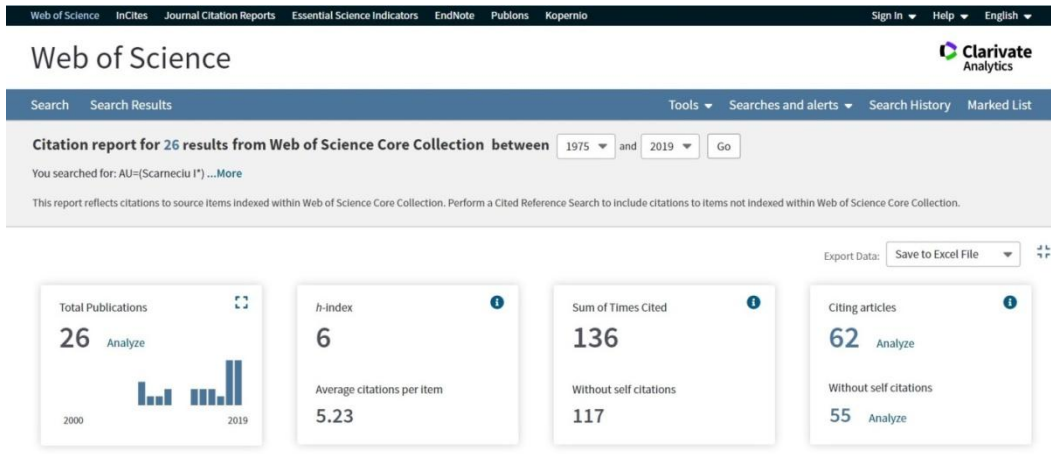 Web of Science InCites Journal Citation Reports Essential Science Indicators EndNote Publons Kopernio Sign In Help English
Web of Science
Clarivate
Analytics
Search Search Results Tools Searches and alerts Search History Marked List
Citation report for 26 results from Web of Science Core Collection between 1975 and 2019 Go
You searched for: AU=(Scarneciu I*) ...More
This report reflects citations to source items indexed within Web of Science Core Collection. Perform a Cited Reference Search to include citations to items not indexed within Web of Science Core Collection.
Export Data: Save to Excel File
Total Publications
26 Analyze
2000 2019
h-index
6
Average citations per item
5.23
Sum of Times Cited
136
Without self citations
117
Citing articles
62 Analyze
Without self citations
55 Analyze